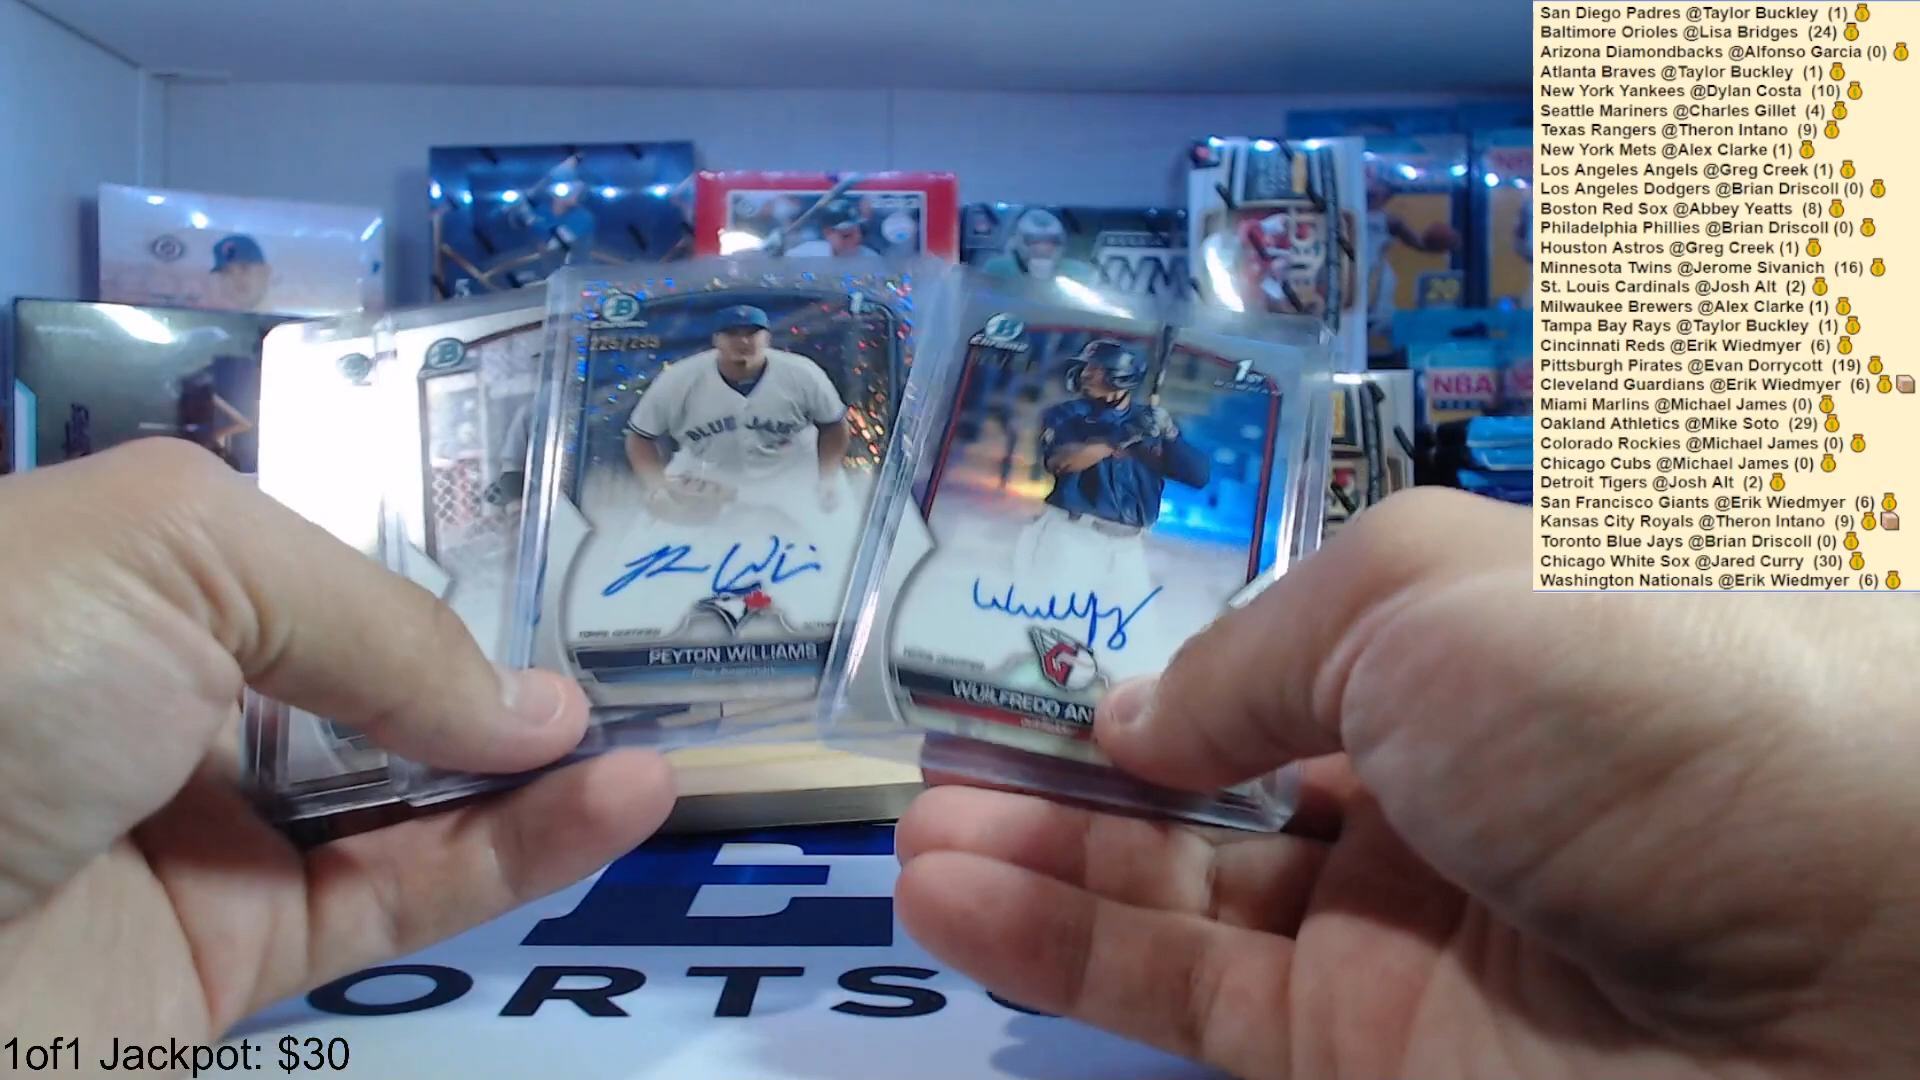 San Diego Padres @Taylor Buckley (1)
Baltimore Orioles @Lisa Bridges (24)
Arizona Diamondbacks @Alfonso Garcia (0)
Atlanta Braves @Taylor Buckley (1)
New York Yankees @Dylan Costa (10)
Seattle Mariners @Charles Gillet (4)
Texas Rangers @Theron Intano (9)
New York Mets @Alex Clarke (1)
Los Angeles Angels @Greg Creek (1)
Los Angeles Dodgers @Brian Driscoll (0)
Boston Red Sox @Abbey Yeatts (8)
Philadelphia Phillies @Brian Driscoll (0)
Houston Astros @Greg Creek (1)
Minnesota Twins @Jerome Sivanich (16)
St. Louis Cardinals @Josh Alt (2)
Milwaukee Brewers @Alex Clarke (1)
Tampa Bay Rays @Taylor Buckley (1)
Cincinnati Reds @Erik Wiedmyer (6)
Pittsburgh Pirates @Evan Dorrycott (19)
Cleveland Guardians @Erik Wiedmyer (6)
Miami Marlins @Michael James (0)
Oakland Athletics @Mike Soto (29)
Colorado Rockies @Michael James (0)
Chicago Cubs @Michael James (0)
Detroit Tigers @Josh Alt (2)
San Francisco Giants @Erik Wiedmyer (6)
Kansas City Royals @Theron Intano (9)
Toronto Blue Jays @Brian Driscoll (0)
Chicago White Sox @Jared Curry (30)
Washington Nationals @Erik Wiedmyer (6)
B
Chrome
1st
BLUE JAYS
PEYTON WILLIAMS
B
Chrome
1st
WUILFREDO AN
NBA
ORTS
1of1 Jackpot: $30